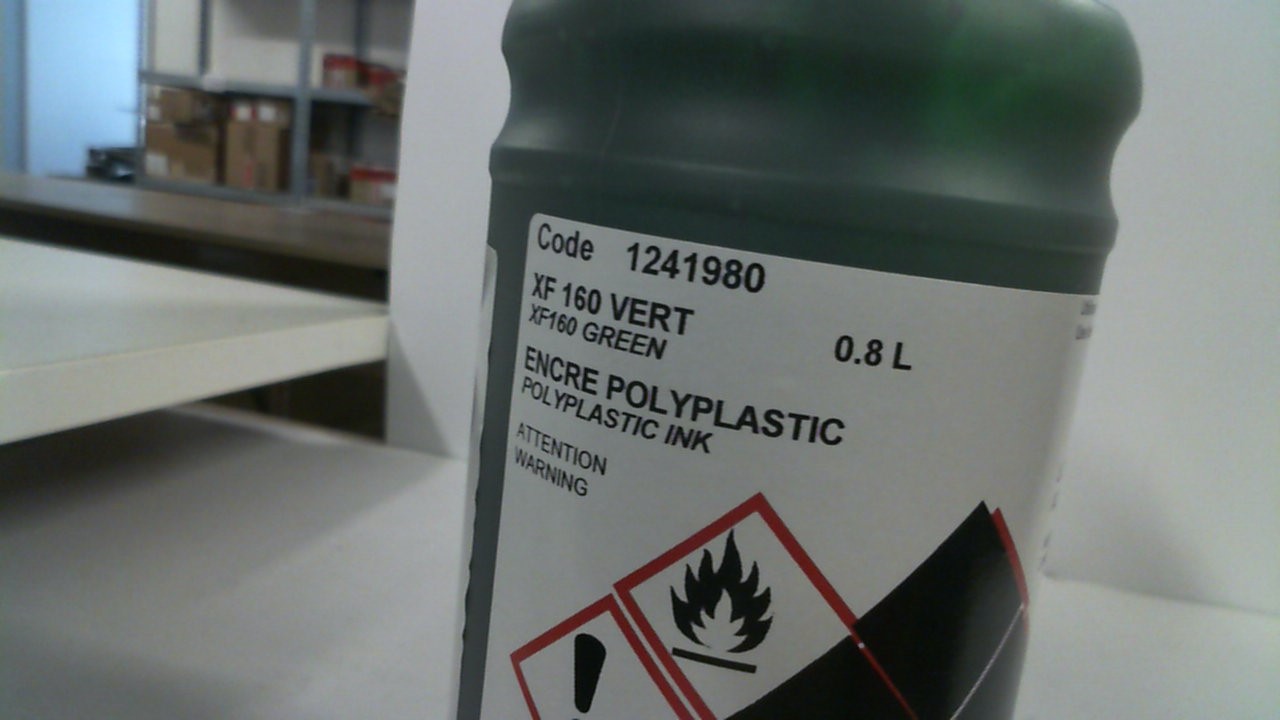 Code 1241980
XF 160 VERT
XF160 GREEN
0.8 L
ENCRE POLYPLASTIC
POLYPLASTIC INK
ATTENTION
WARNING